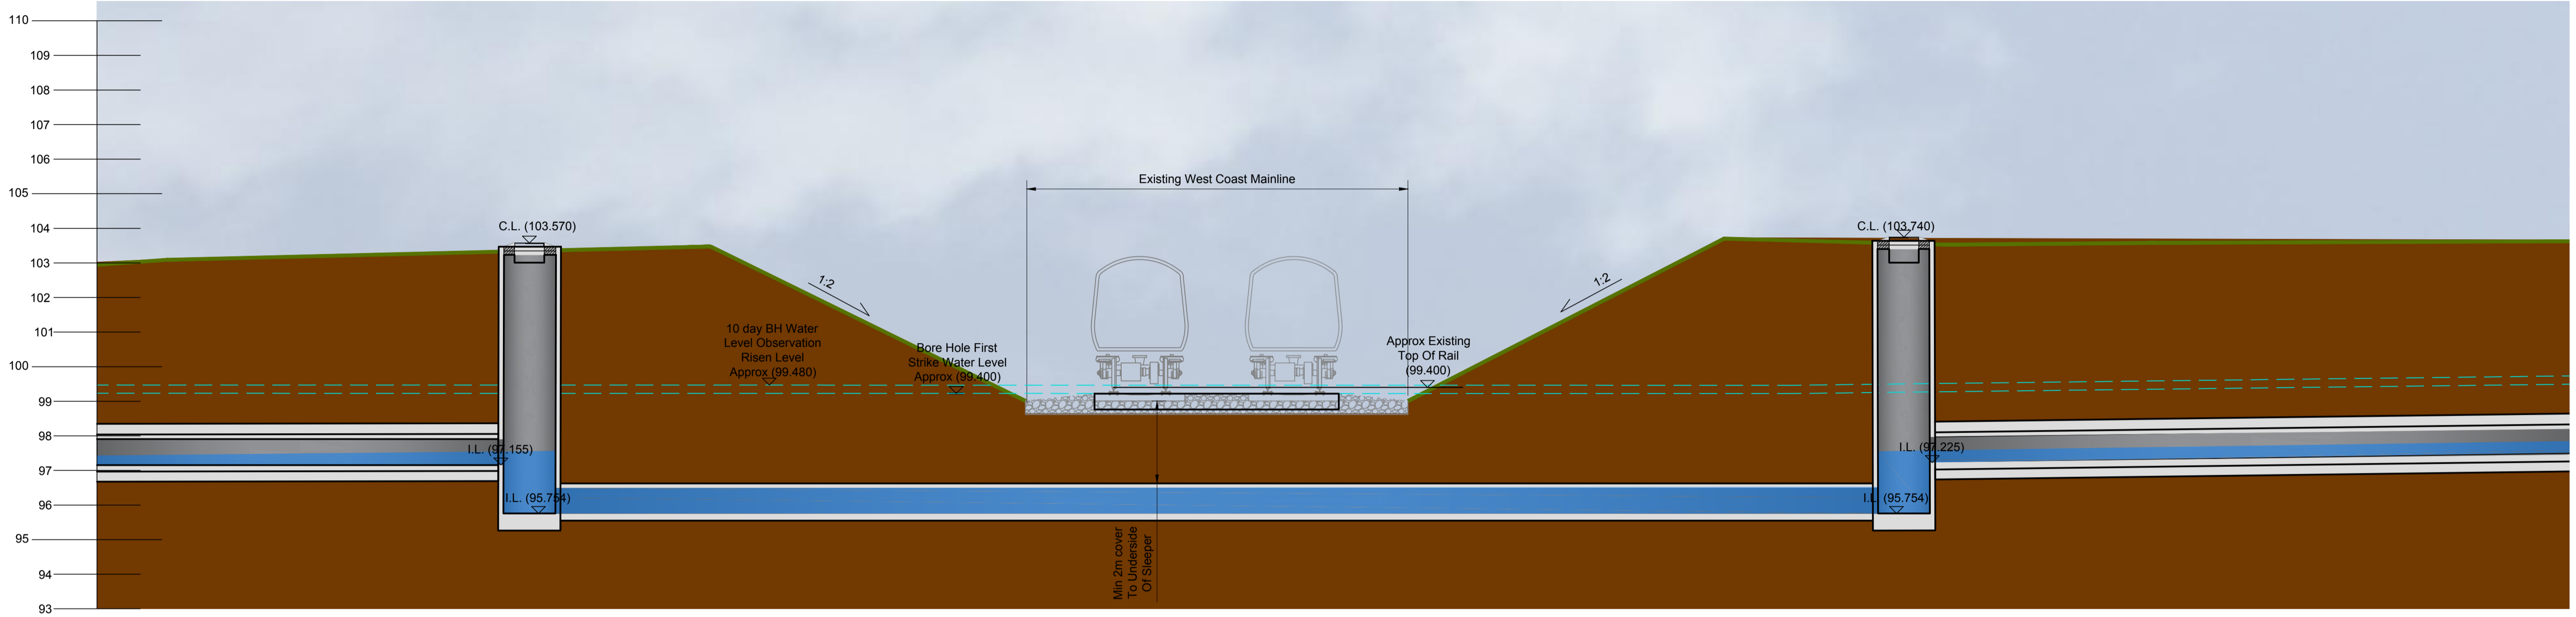 110
109
108
107
106
105
104
103
102
101
100
99
98
97
96
95
94
93
C.L. (103.570)
Existing West Coast Mainline
C.L. (103.740)
1:2
1:2
10 day BH Water
Level Observation
Risen Level
Approx (99.480)
Bore Hole First
Strike Water Level
Approx (99.400)
Approx Existing
Top Of Rail
(99.400)
I.L. (97.155)
I.L. (97.225)
I.L. (95.754)
I.L. (95.754)
Min 2m cover
To Underside
Of Sleeper